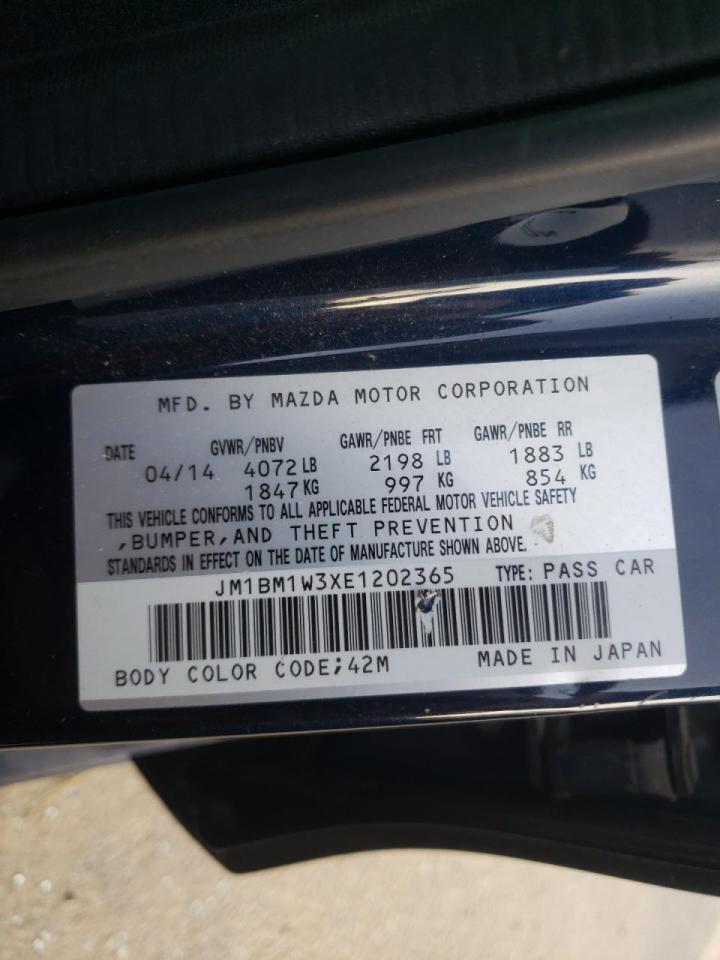 MFD. BY MAZDA MOTOR CORPORATION
DATE GVWR/PNBV GAWR/PNBE FRT GAWR/PNBE RR
04/14 4072 LB 2198 LB 1883 LB
1847 KG 997 KG 854 KG
THIS VEHICLE CONFORMS TO ALL APPLICABLE FEDERAL MOTOR VEHICLE SAFETY
,BUMPER,AND THEFT PREVENTION
STANDARDS IN EFFECT ON THE DATE OF MANUFACTURE SHOWN ABOVE.
JM1BM1W3XE1202365 TYPE: PASS CAR
BODY COLOR CODE;42M MADE IN JAPAN